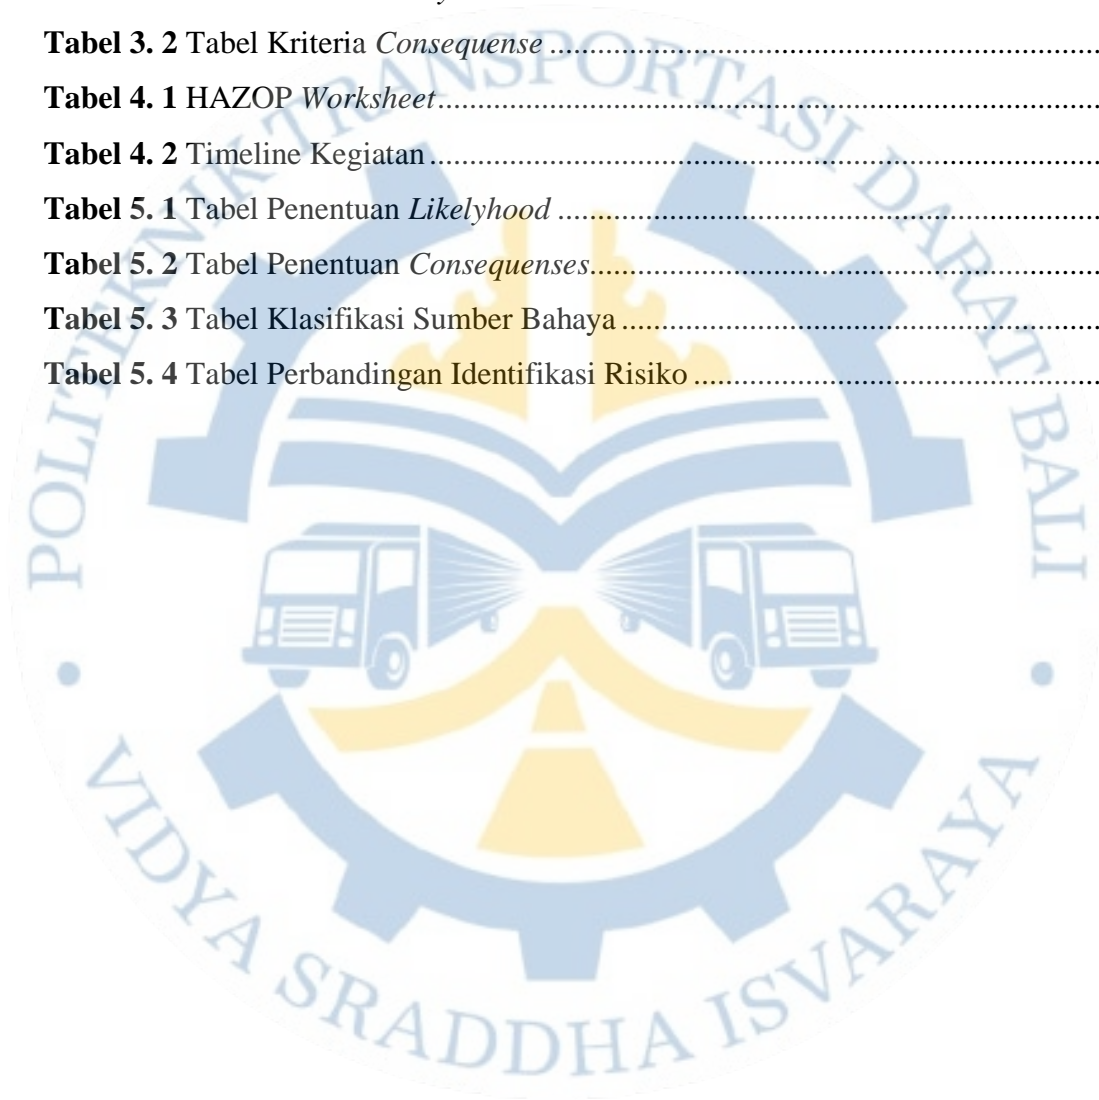 Tabel 3. 2 Tabel Kriteria Consequense ..........................................................................
Tabel 4. 1 HAZOP Worksheet..........................................................................
Tabel 4. 2 Timeline Kegiatan ..........................................................................
Tabel 5. 1 Tabel Penentuan Likelyhood ..........................................................................
Tabel 5. 2 Tabel Penentuan Consequenses..........................................................................
Tabel 5. 3 Tabel Klasifikasi Sumber Bahaya ..........................................................................
Tabel 5. 4 Tabel Perbandingan Identifikasi Risiko ..........................................................................
POLITEKNIK TRANSPORTASI DARAT BALI
VIDYA SRADDHA ISVARAYA